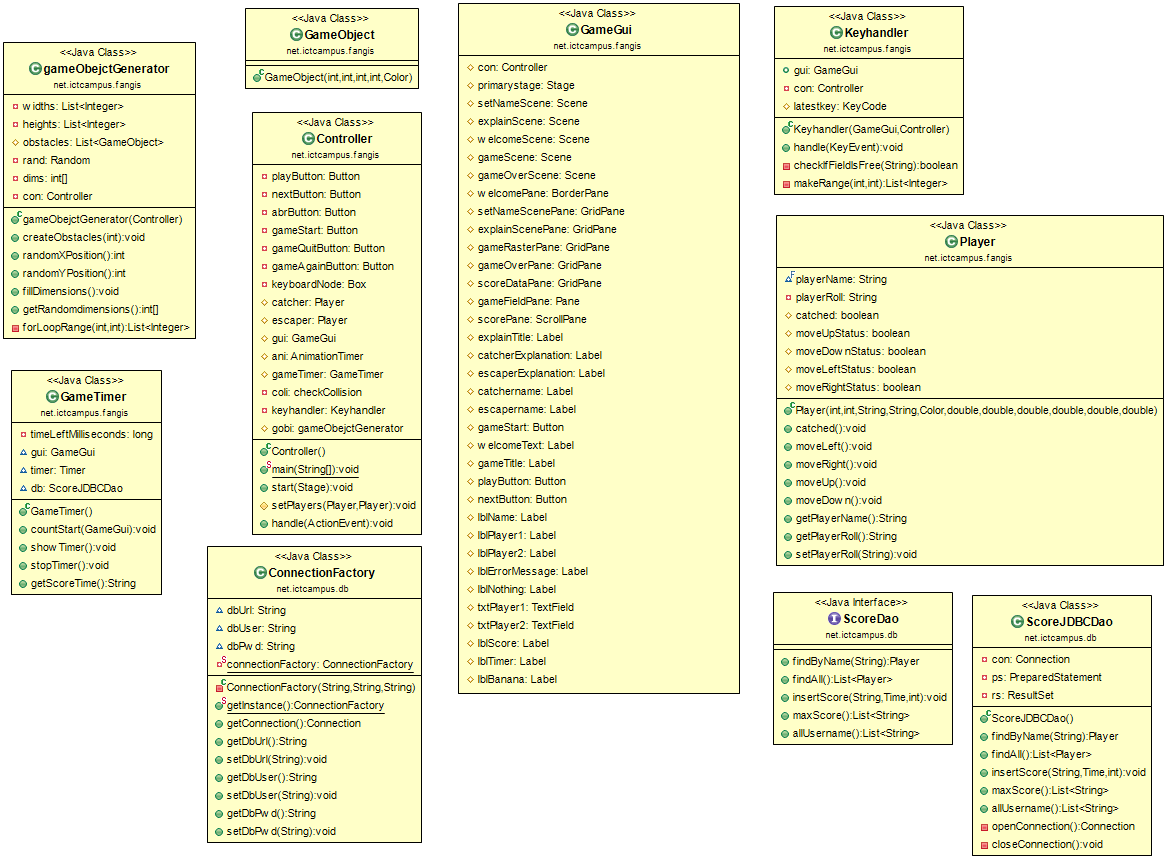 <<Java Class>>
gameObejctGenerator
net.ictcampus.fangis
widths: List<Integer>
heights: List<Integer>
obstacles: List<GameObject>
rand: Random
dims: int[]
con: Controller
gameObejctGenerator(Controller)
createObstacles(int):void
randomXPosition():int
randomYPosition():int
fillDimensions():void
getRandomdimensions():int[]
forLoopRange(int,int):List<Integer>
<<Java Class>>
GameTimer
net.ictcampus.fangis
timeLeftMilliseconds: long
gui: GameGui
timer: Timer
db: ScoreJDBCDao
GameTimer()
countStart(GameGui):void
showTimer():void
stopTimer():void
getScoreTime():String
<<Java Class>>
GameObject
net.ictcampus.fangis
GameObject(int,int,int,int,Color)
<<Java Class>>
Controller
net.ictcampus.fangis
playButton: Button
nextButton: Button
abrButton: Button
gameStart: Button
gameQuitButton: Button
gameAgainButton: Button
keyboardNode: Box
catcher: Player
escaper: Player
gui: GameGui
ani: AnimationTimer
gameTimer: GameTimer
coli: checkCollision
keyhandler: Keyhandler
gobi: gameObejctGenerator
Controller()
main(String[]):void
start(Stage):void
setPlayers(Player,Player):void
handle(ActionEvent):void
<<Java Class>>
ConnectionFactory
net.ictcampus.db
dbUrl: String
dbUser: String
dbPwd: String
connectionFactory: ConnectionFactory
ConnectionFactory(String,String,String)
getInstance():ConnectionFactory
getConnection():Connection
getDbUrl():String
setDbUrl(String):void
getDbUser():String
setDbUser(String):void
getDbPwd():String
setDbPwd(String):void
<<Java Class>>
GameGui
net.ictcampus.fangis
con: Controller
primarystage: Stage
setNameScene: Scene
explainScene: Scene
welcomeScene: Scene
gameScene: Scene
gameOverScene: Scene
welcomePane: BorderPane
setNameScenePane: GridPane
explainScenePane: GridPane
gameRasterPane: GridPane
gameOverPane: GridPane
scoreDataPane: GridPane
gameFieldPane: Pane
scorePane: ScrollPane
explainTitle: Label
catcherExplanation: Label
escaperExplanation: Label
catchername: Label
escapername: Label
gameStart: Button
welcomeText: Label
gameTitle: Label
playButton: Button
nextButton: Button
lblName: Label
lblPlayer1: Label
lblPlayer2: Label
lblErrorMessage: Label
lblNothing: Label
txtPlayer1: TextField
txtPlayer2: TextField
lblScore: Label
lblTimer: Label
lblBanana: Label
<<Java Class>>
Keyhandler
net.ictcampus.fangis
gui: GameGui
con: Controller
latestkey: KeyCode
Keyhandler(GameGui,Controller)
handle(KeyEvent):void
checkIfFieldIsFree(String):boolean
makeRange(int,int):List<Integer>
<<Java Class>>
Player
net.ictcampus.fangis
playerName: String
playerRoll: String
catched: boolean
moveUpStatus: boolean
moveDownStatus: boolean
moveLeftStatus: boolean
moveRightStatus: boolean
Player(int,int,String,String,Color,double,double,double,double,double,double)
catched():void
moveLeft():void
moveRight():void
moveUp():void
moveDown():void
getPlayerName():String
getPlayerRoll():String
setPlayerRoll(String):void
<<Java Interface>>
ScoreDao
net.ictcampus.db
findByName(String):Player
findAll():List<Player>
insertScore(String,Time,int):void
maxScore():List<String>
allUsername():List<String>
<<Java Class>>
ScoreJDBCDao
net.ictcampus.db
con: Connection
ps: PreparedStatement
rs: ResultSet
ScoreJDBCDao()
findByName(String):Player
findAll():List<Player>
insertScore(String,Time,int):void
maxScore():List<String>
allUsername():List<String>
openConnection():Connection
closeConnection():void